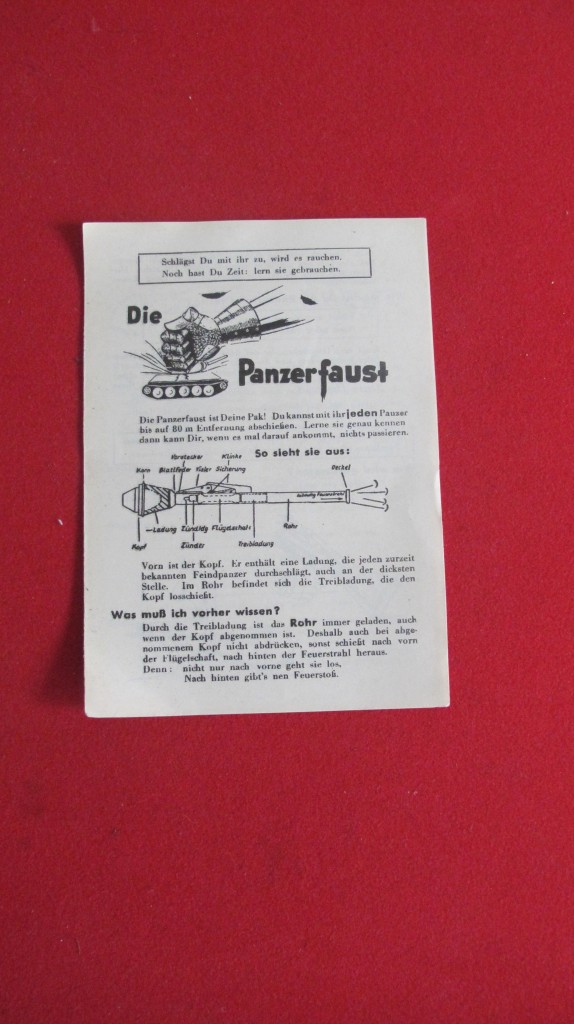 Schlägst Du mit ihr zu, wird es rauchen.
Noch hast Du Zeit: lern sie gebrauchen.
Die
Panzerfaust
Die Panzerfaust ist Deine Pak! Du kannst mit ihr jeden Panzer
bis auf 80 m Entfernung abschießen. Lerne sie genau kennen
dann kann Dir, wenn es mal darauf ankommt, nichts passieren.
So sieht sie aus:
Vorstecker Klinke
Korn Blattfeder Visier Sicherung Deckel
Ladung Zündldg Flügelschaft Rohr
Kopf Zünder Treibladung
Vorn ist der Kopf. Er enthält eine Ladung, die jeden zurzeit
bekannten Feindpanzer durchschlägt, auch an der dicksten
Stelle. Im Rohr befindet sich die Treibladung, die den
Kopf losschießt.
Was muß ich vorher wissen?
Durch die Treibladung ist das Rohr immer geladen, auch
wenn der Kopf abgenommen ist. Deshalb auch bei abge-
nommenem Kopf nicht abdrücken, sonst schießt nach vorn
der Flügelschaft, nach hinten der Feuerstrahl heraus.
Denn: nicht nur nach vorne geht sie los,
Nach hinten gibt's nen Feuerstoß.